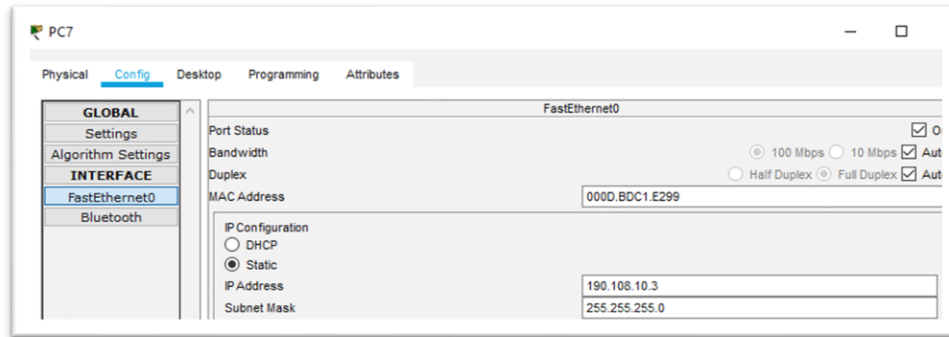 PC7
Physical Config Desktop Programming Attributes
GLOBAL
Settings
Algorithm Settings
INTERFACE
FastEthernet0
Bluetooth
FastEthernet0
Port Status
Bandwidth 100 Mbps 10 Mbps Aut
Duplex Half Duplex Full Duplex Aut
MAC Address 000D.BDC1.E299
IP Configuration
DHCP
Static
IP Address 190.108.10.3
Subnet Mask 255.255.255.0